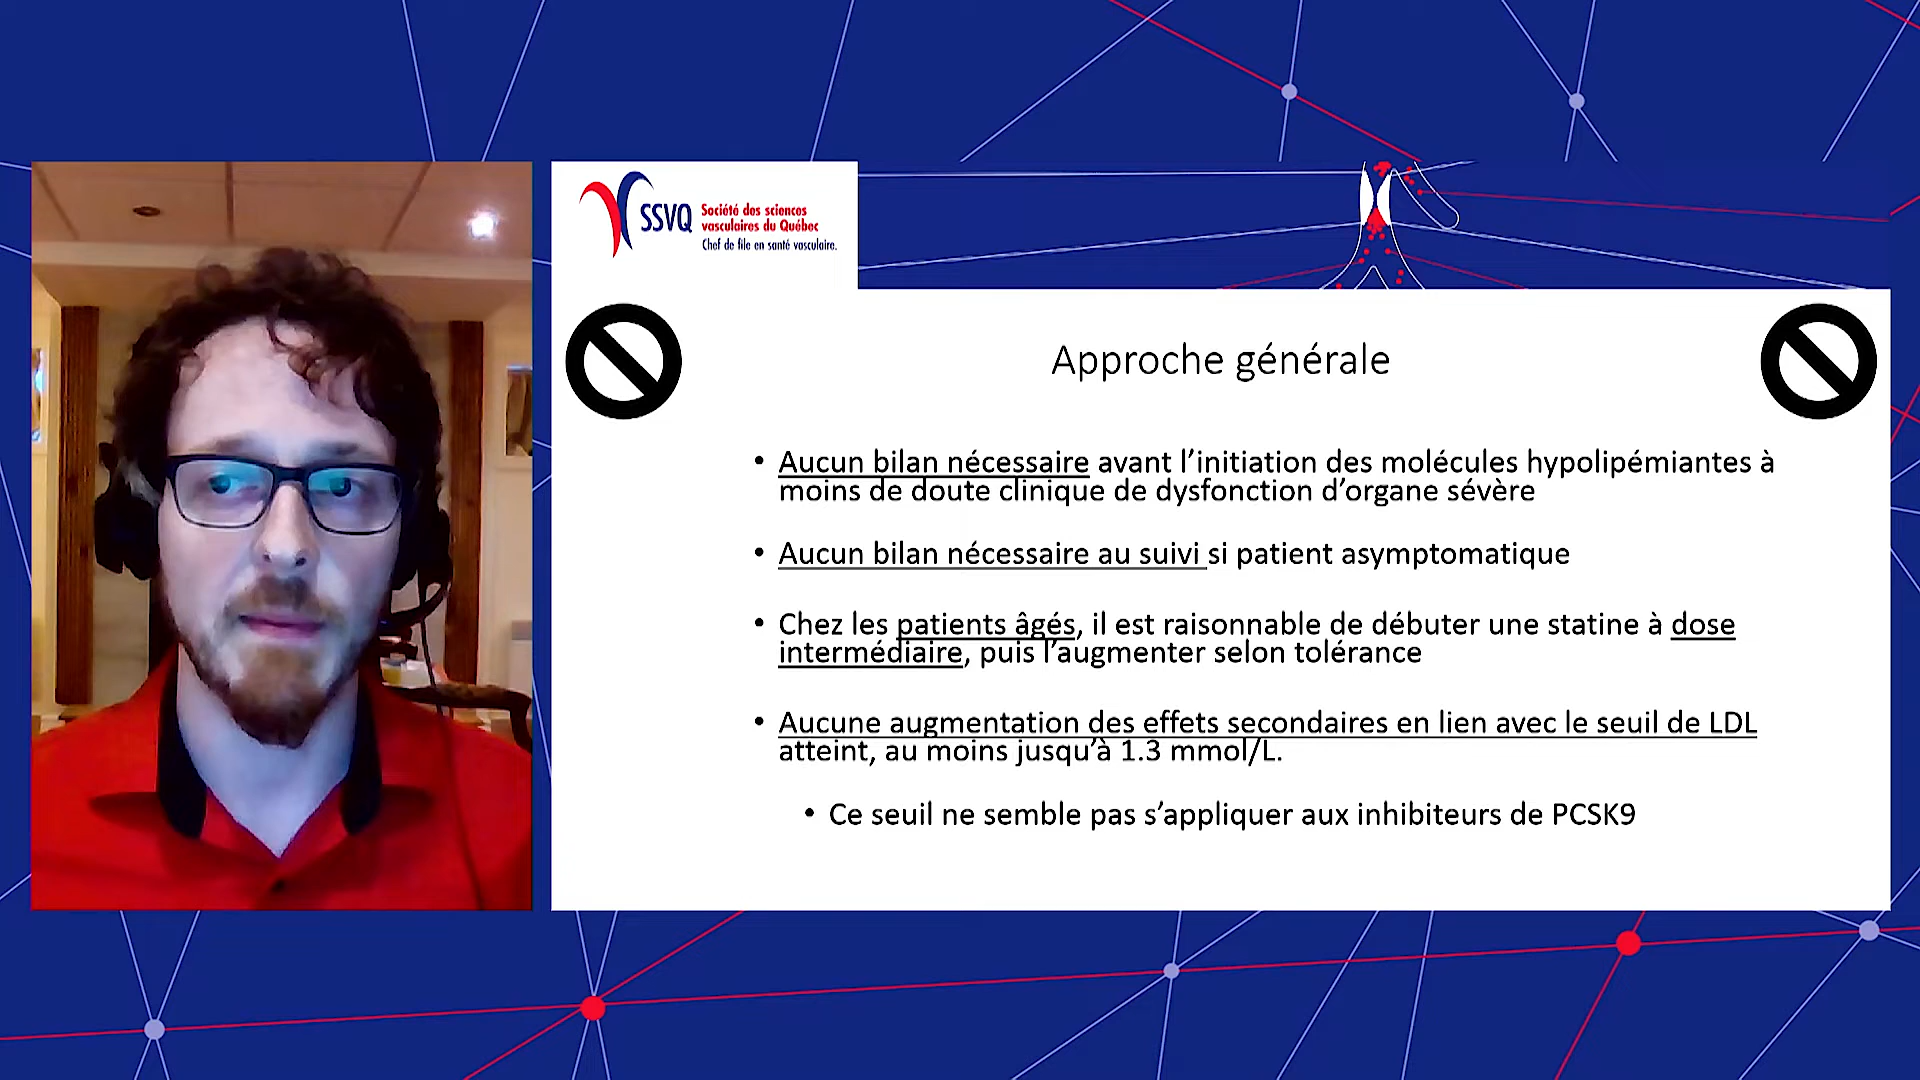 SSVQ
Société des sciences
vasculaires du Québec
Chef de file en santé vasculaire.
Approche générale
• Aucun bilan nécessaire avant l’initiation des molécules hypolipémiantes à
moins de doute clinique de dysfonction d’organe sévère
• Aucun bilan nécessaire au suivi si patient asymptomatique
• Chez les patients âgés, il est raisonnable de débuter une statine à dose
intermédiaire, puis l’augmenter selon tolérance
• Aucune augmentation des effets secondaires en lien avec le seuil de LDL
atteint, au moins jusqu’à 1.3 mmol/L.
• Ce seuil ne semble pas s’appliquer aux inhibiteurs de PCSK9